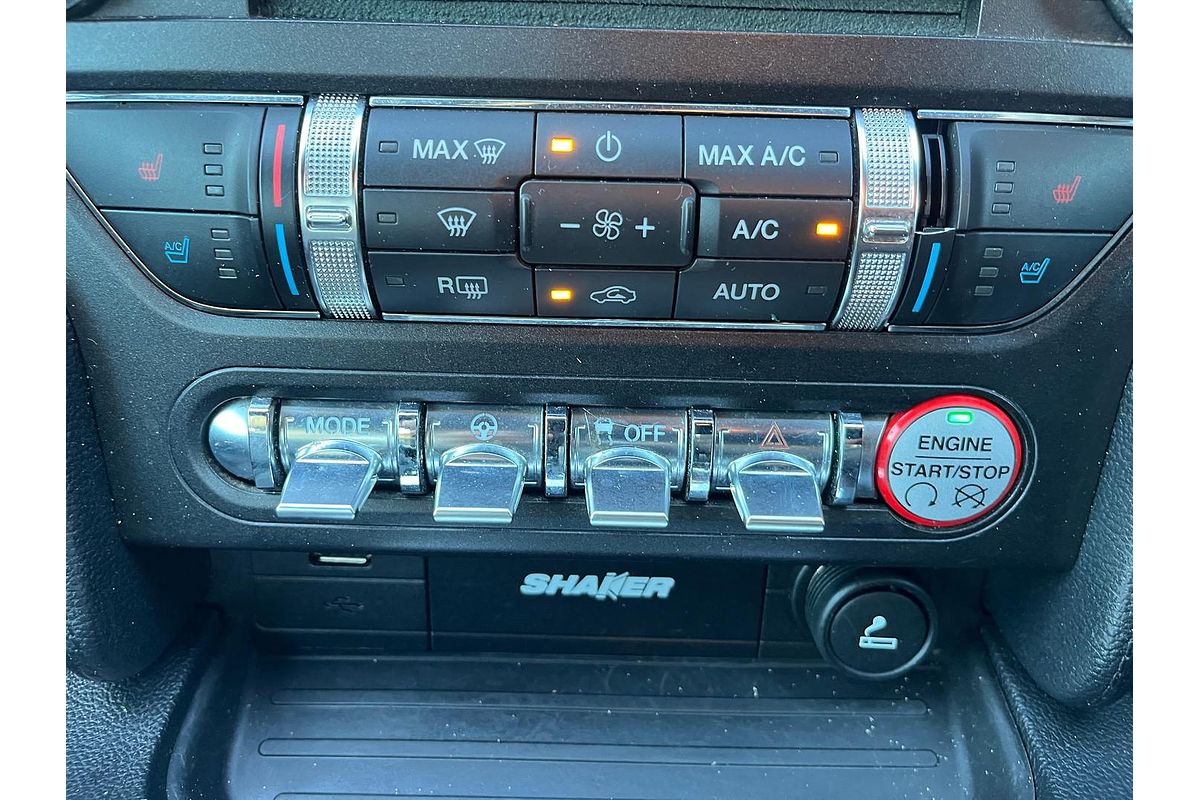 MAX
MAX A/C
A/C
R
AUTO
A/C
A/C
- +
MODE
OFF
ENGINE
START/STOP
SHAKER